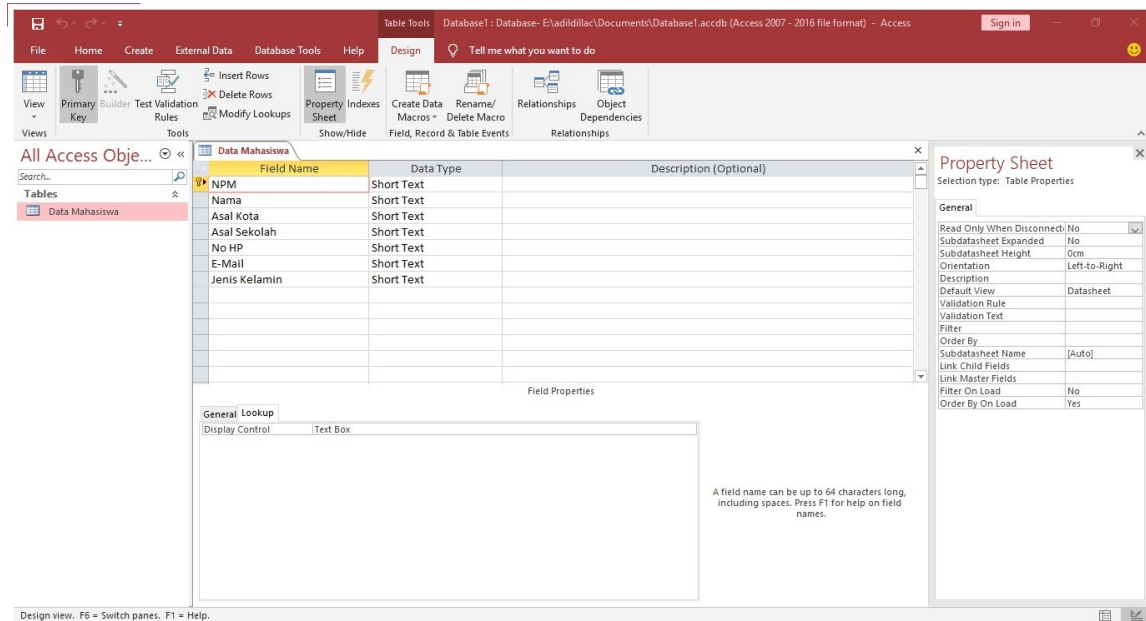 Table Tools Database1 : Database- E:\adildillac\Documents\Database1.accdb (Access 2007 - 2016 file format) - Access Sign in
File Home Create External Data Database Tools Help Design Tell me what you want to do
View
Views
Primary Key
Builder
Test Validation Rules
Insert Rows
Delete Rows
Modify Lookups
Tools
Property Sheet
Indexes
Show/Hide
Create Data Macros
Rename/ Delete Macro
Field, Record & Table Events
Relationships
Object Dependencies
Relationships
All Access Obje...
Search...
Tables
Data Mahasiswa
Data Mahasiswa
Field Name Data Type Description (Optional)
NPM Short Text
Nama Short Text
Asal Kota Short Text
Asal Sekolah Short Text
No HP Short Text
E-Mail Short Text
Jenis Kelamin Short Text
Field Properties
General Lookup
Display Control Text Box
A field name can be up to 64 characters long,
including spaces. Press F1 for help on field
names.
Property Sheet
Selection type: Table Properties
General
Read Only When Disconnect No
Subdatasheet Expanded No
Subdatasheet Height 0cm
Orientation Left-to-Right
Description
Default View Datasheet
Validation Rule
Validation Text
Filter
Order By
Subdatasheet Name [Auto]
Link Child Fields
Link Master Fields
Filter On Load No
Order By On Load Yes
Design view. F6 = Switch panes. F1 = Help.